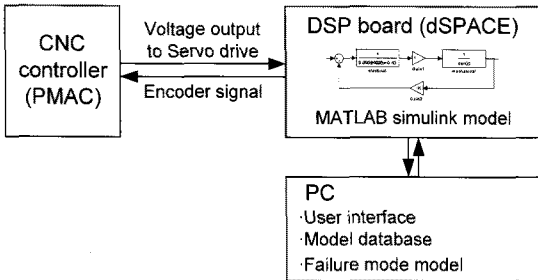 CNC
controller
(PMAC)
Voltage output
to Servo drive
Encoder signal
DSP board (dSPACE)
MATLAB simulink model
PC
·User interface
·Model database
·Failure mode model